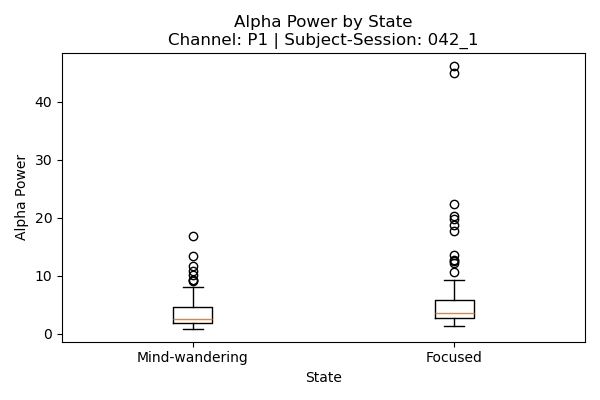 Alpha Power by State
Channel: P1 | Subject-Session: 042_1
Alpha Power
40
30
20
10
0
Mind-wandering
Focused
State